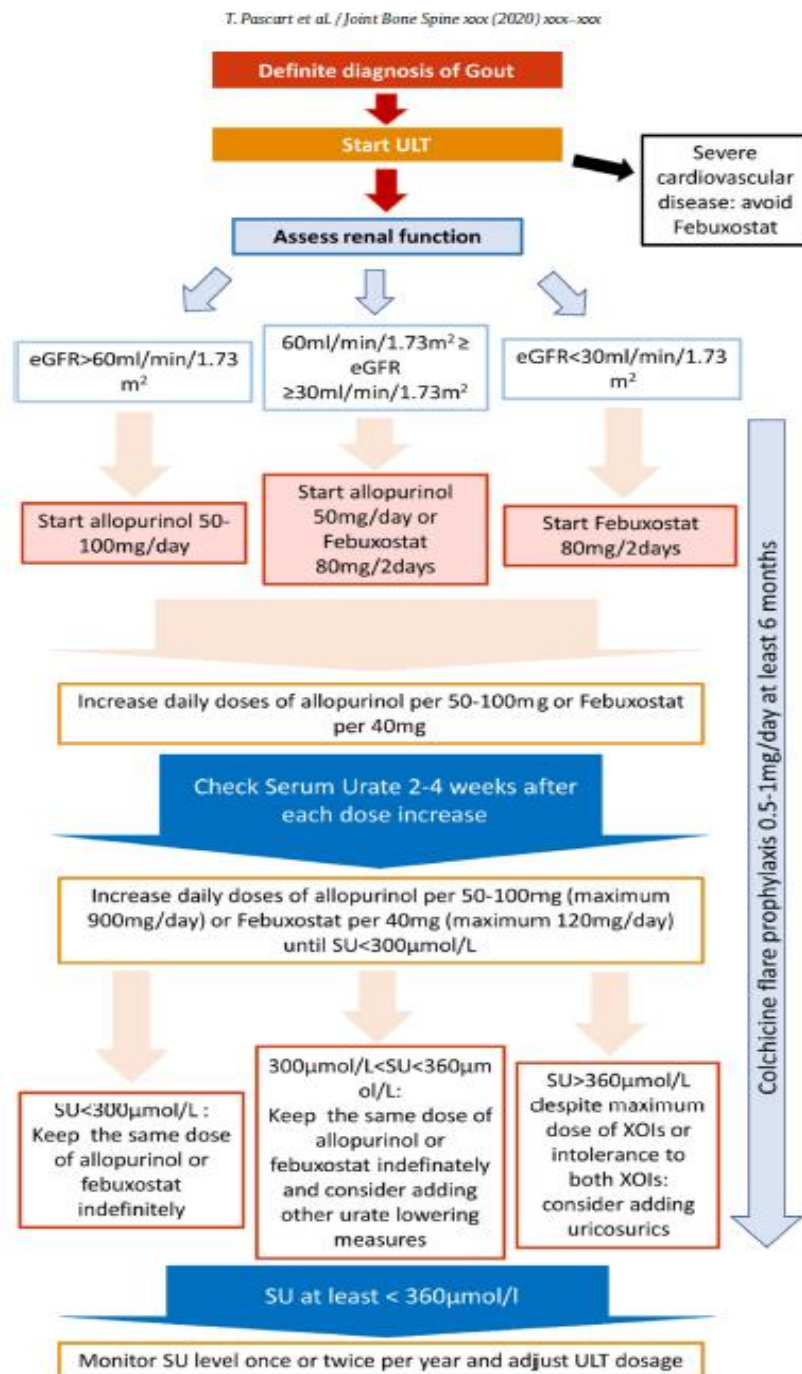 T. Pascart et al. / Joint Bone Spine xxx (2020) xxx–xxx
Definite diagnosis of Gout
Start ULT
Severe
cardiovascular
disease: avoid
Febuxostat
Assess renal function
eGFR>60ml/min/1.73
m²
60ml/min/1.73m² ≥
eGFR
≥30ml/min/1.73m²
eGFR<30ml/min/1.73
m²
Start allopurinol 50-
100mg/day
Start allopurinol
50mg/day or
Febuxostat
80mg/2days
Start Febuxostat
80mg/2days
Increase daily doses of allopurinol per 50-100mg or Febuxostat
per 40mg
Check Serum Urate 2-4 weeks after
each dose increase
Increase daily doses of allopurinol per 50-100mg (maximum
900mg/day) or Febuxostat per 40mg (maximum 120mg/day)
until SU<300µmol/L
SU<300µmol/L :
Keep the same dose
of allopurinol or
febuxostat
indefinitely
300µmol/L<SU<360µm
ol/L:
Keep the same dose of
allopurinol or
febuxostat indefinately
and consider adding
other urate lowering
measures
SU>360µmol/L
despite maximum
dose of XOIs or
intolerance to
both XOIs:
consider adding
uricosurics
Colchicine flare prophylaxis 0.5-1mg/day at least 6 months
SU at least < 360µmol/l
Monitor SU level once or twice per year and adjust ULT dosage